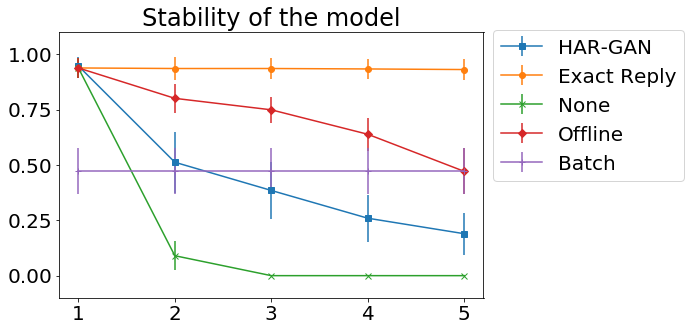 Stability of the model
1.00
0.75
0.50
0.25
0.00
1 2 3 4 5
HAR-GAN
Exact Reply
None
Offline
Batch